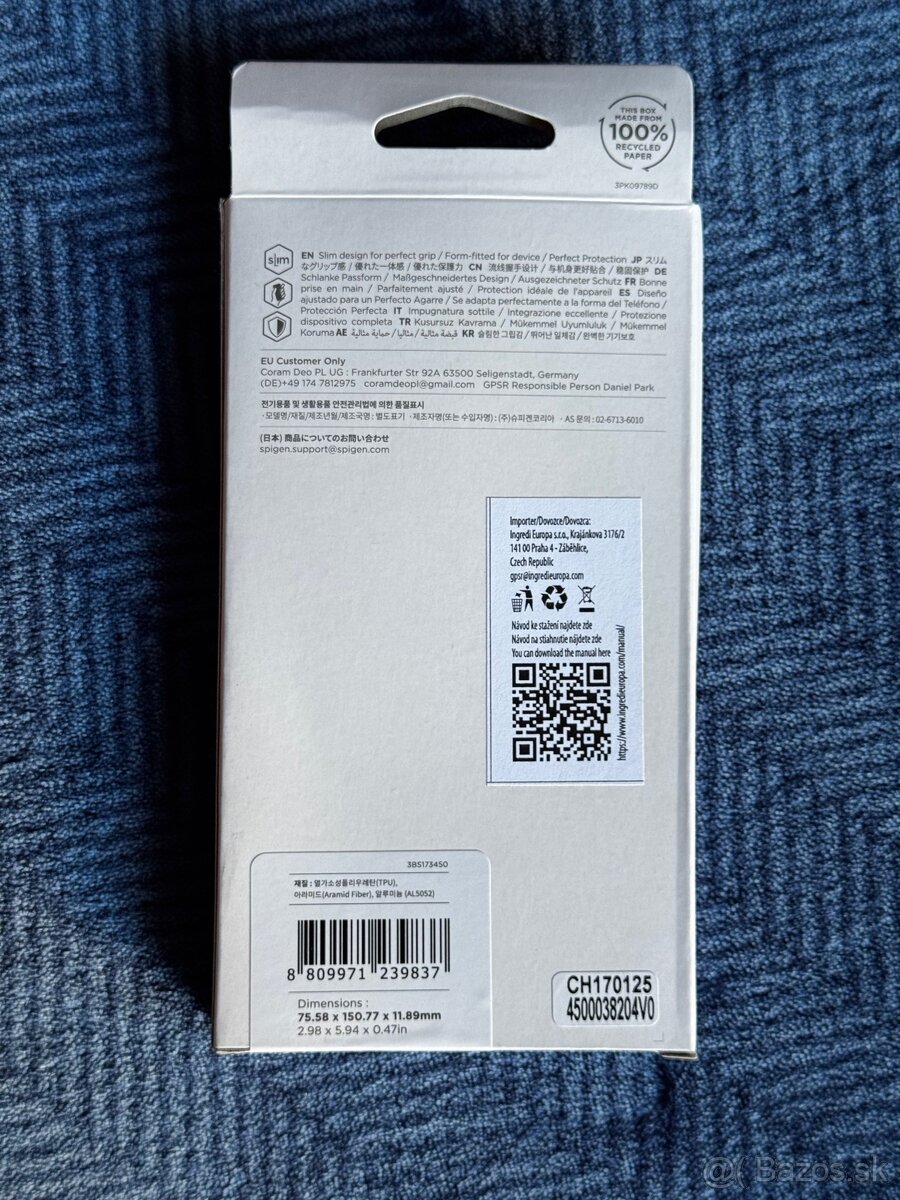 THIS BOX
MADE FROM
100%
RECYCLED
PAPER
3PK09789D
slim
EN Slim design for perfect grip / Form-fitted for device / Perfect Protection JP スリム
なグリップ感 / 優れた一体感 / 優れた保護力 CN 流线握手设计 / 与机身更好贴合 / 稳固保护 DE
Schlanke Passform / Maßgeschneidertes Design / Ausgezeichneter Schutz FR Bonne
prise en main / Parfaitement ajusté / Protection idéale de l'appareil ES Diseño
ajustado para un Perfecto Agarre / Se adapta perfectamente a la forma del Teléfono /
Protección Perfecta IT Impugnatura sottile / Integrazione eccellente / Protezione
dispositivo completa TR Kusursuz Kavrama / Mükemmel Uyumluluk / Mükemmel
Koruma AE قبضة مثالية / مثاليا / حماية مثالية KR 슬림한 그립감 / 뛰어난 일체감 / 완벽한 기기보호
EU Customer Only
Coram Deo PL UG : Frankfurter Str 92A 63500 Seligenstadt, Germany
(DE)+49 174 7812975 coramdeopl@gmail.com GPSR Responsible Person Daniel Park
전기용품 및 생활용품 안전관리법에 의한 품질표시
·모델명/재질/제조년월/제조국명 : 별도표기 ·제조자명(또는 수입자명) : (주)슈피겐코리아 ·AS 문의 : 02-6713-6010
(日本) 商品についてのお問い合わせ
spigen.support@spigen.com
Importer/Dovozce/Dovozca:
Ingredi Europa s.r.o., Krajánkova 3176/2
141 00 Praha 4 - Záběhlice,
Czech Republic
gpsr@ingredieuropa.com
Návod ke stažení najdete zde
Návod na stiahnutie nájdete zde
You can download the manual here
https://www.ingredieuropa.com/manual/
3BS173450
재질 : 열가소성폴리우레탄(TPU),
아라미드(Aramid Fiber), 알루미늄 (AL5052)
8 809971 239837
Dimensions :
75.58 x 150.77 x 11.89mm
2.98 x 5.94 x 0.47in
CH170125
4500038204V0
@( Bazos.sk